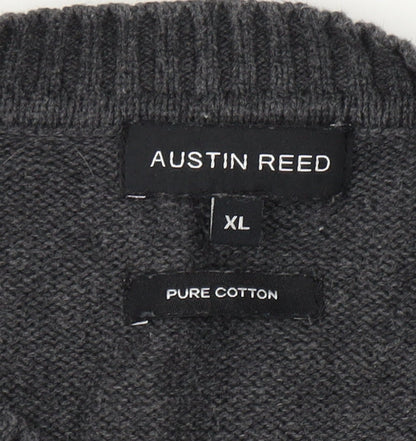 AUSTIN REED
XL
PURE COTTON